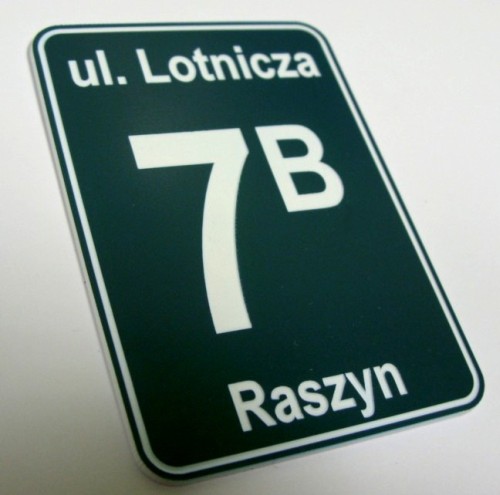 ul. Lotnicza
7B
Raszyn